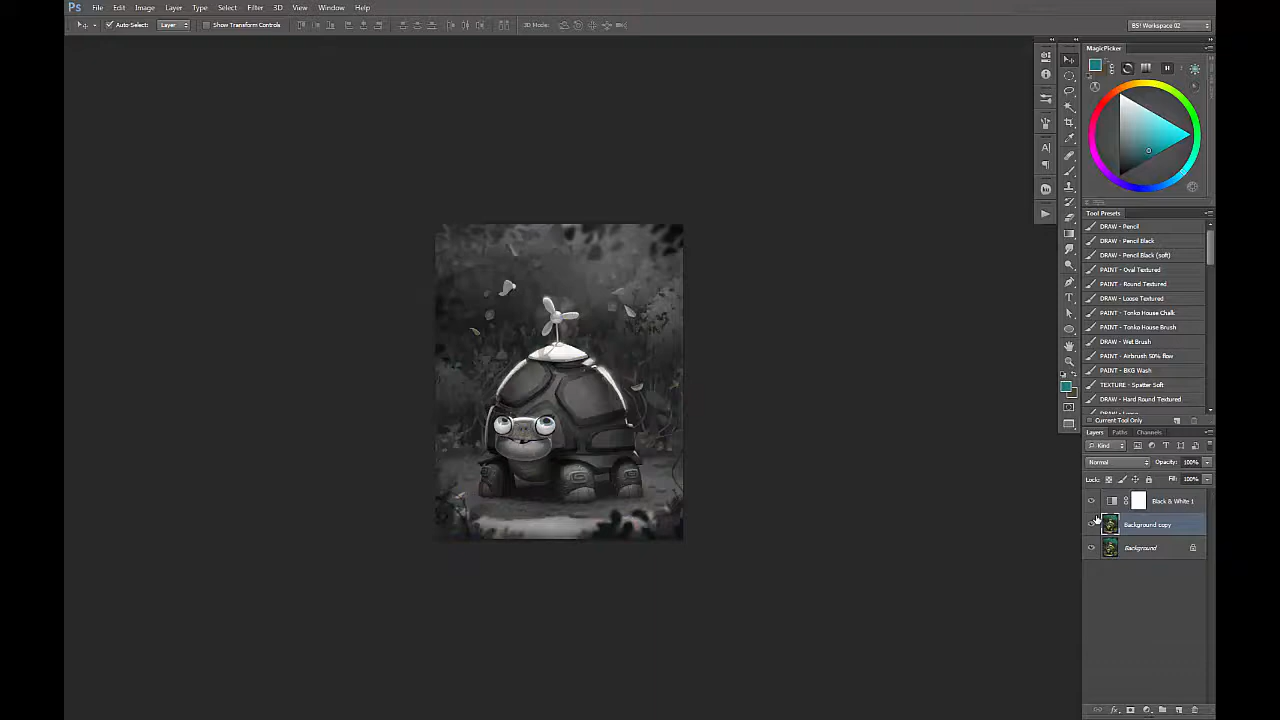 Ps File Edit Image Layer Type Select Filter 3D View Window Help
Auto-Select: Layer Show Transform Controls 3D Mode: BS! Workspace 02
MagicPicker
Tool Presets
DRAW - Pencil
DRAW - Pencil Black
DRAW - Pencil Black (soft)
PAINT - Oval Textured
PAINT - Round Textured
DRAW - Loose Textured
PAINT - Tonko House Chalk
PAINT - Tonko House Brush
DRAW - Wet Brush
PAINT - Airbrush 50% flow
PAINT - BKG Wash
TEXTURE - Spatter Soft
DRAW - Hard Round Textured
Current Tool Only
Layers Paths Channels
Kind
Normal Opacity: 100%
Lock: Fill: 100%
Black & White 1
Background copy
Background